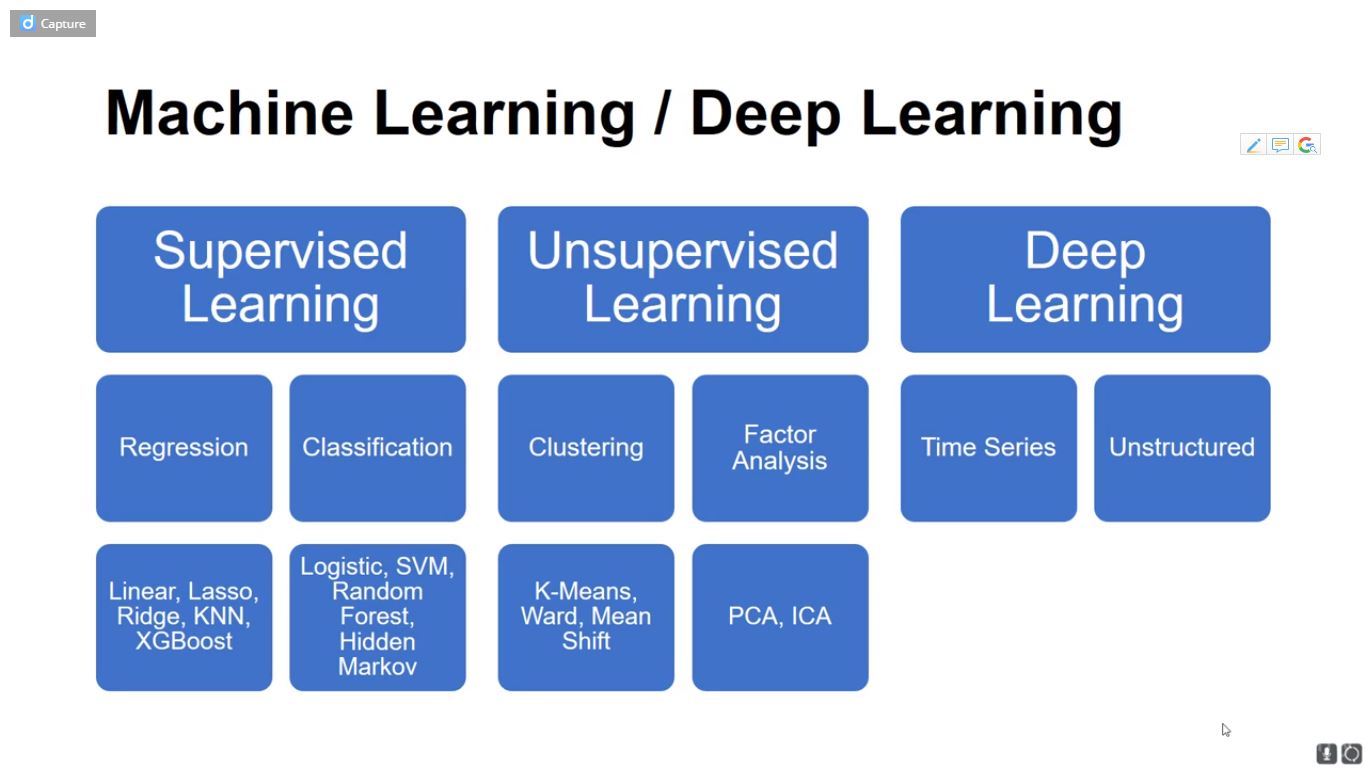 Capture
Machine Learning / Deep Learning
Supervised
Learning
Unsupervised
Learning
Deep
Learning
Regression
Classification
Clustering
Factor
Analysis
Time Series
Unstructured
Linear, Lasso,
Ridge, KNN,
XGBoost
Logistic, SVM,
Random
Forest,
Hidden
Markov
K-Means,
Ward, Mean
Shift
PCA, ICA